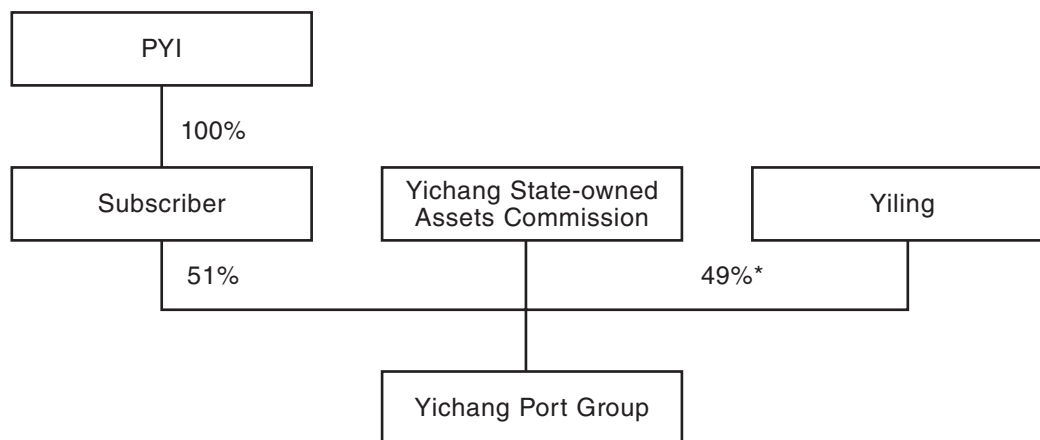 PYI
100%
Subscriber
Yichang State-owned
Assets Commission
Yiling
51%
49%*
Yichang Port Group